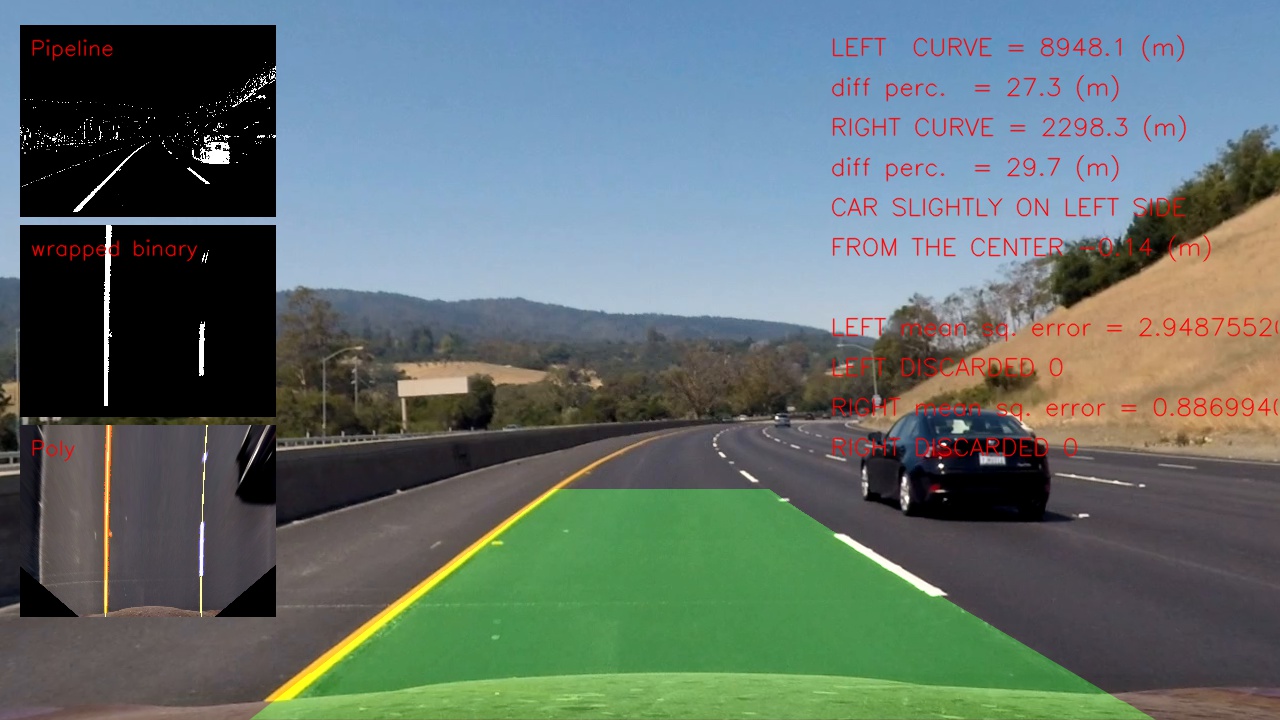 Pipeline
wrapped binary
Poly
LEFT CURVE = 8948.1 (m)
diff perc. = 27.3 (m)
RIGHT CURVE = 2298.3 (m)
diff perc. = 29.7 (m)
CAR SLIGHTLY ON LEFT SIDE
FROM THE CENTER -0.14 (m)
LEFT mean sq. error = 2.9487552
LEFT DISCARDED 0
RIGHT mean sq. error = 0.886994
RIGHT DISCARDED 0